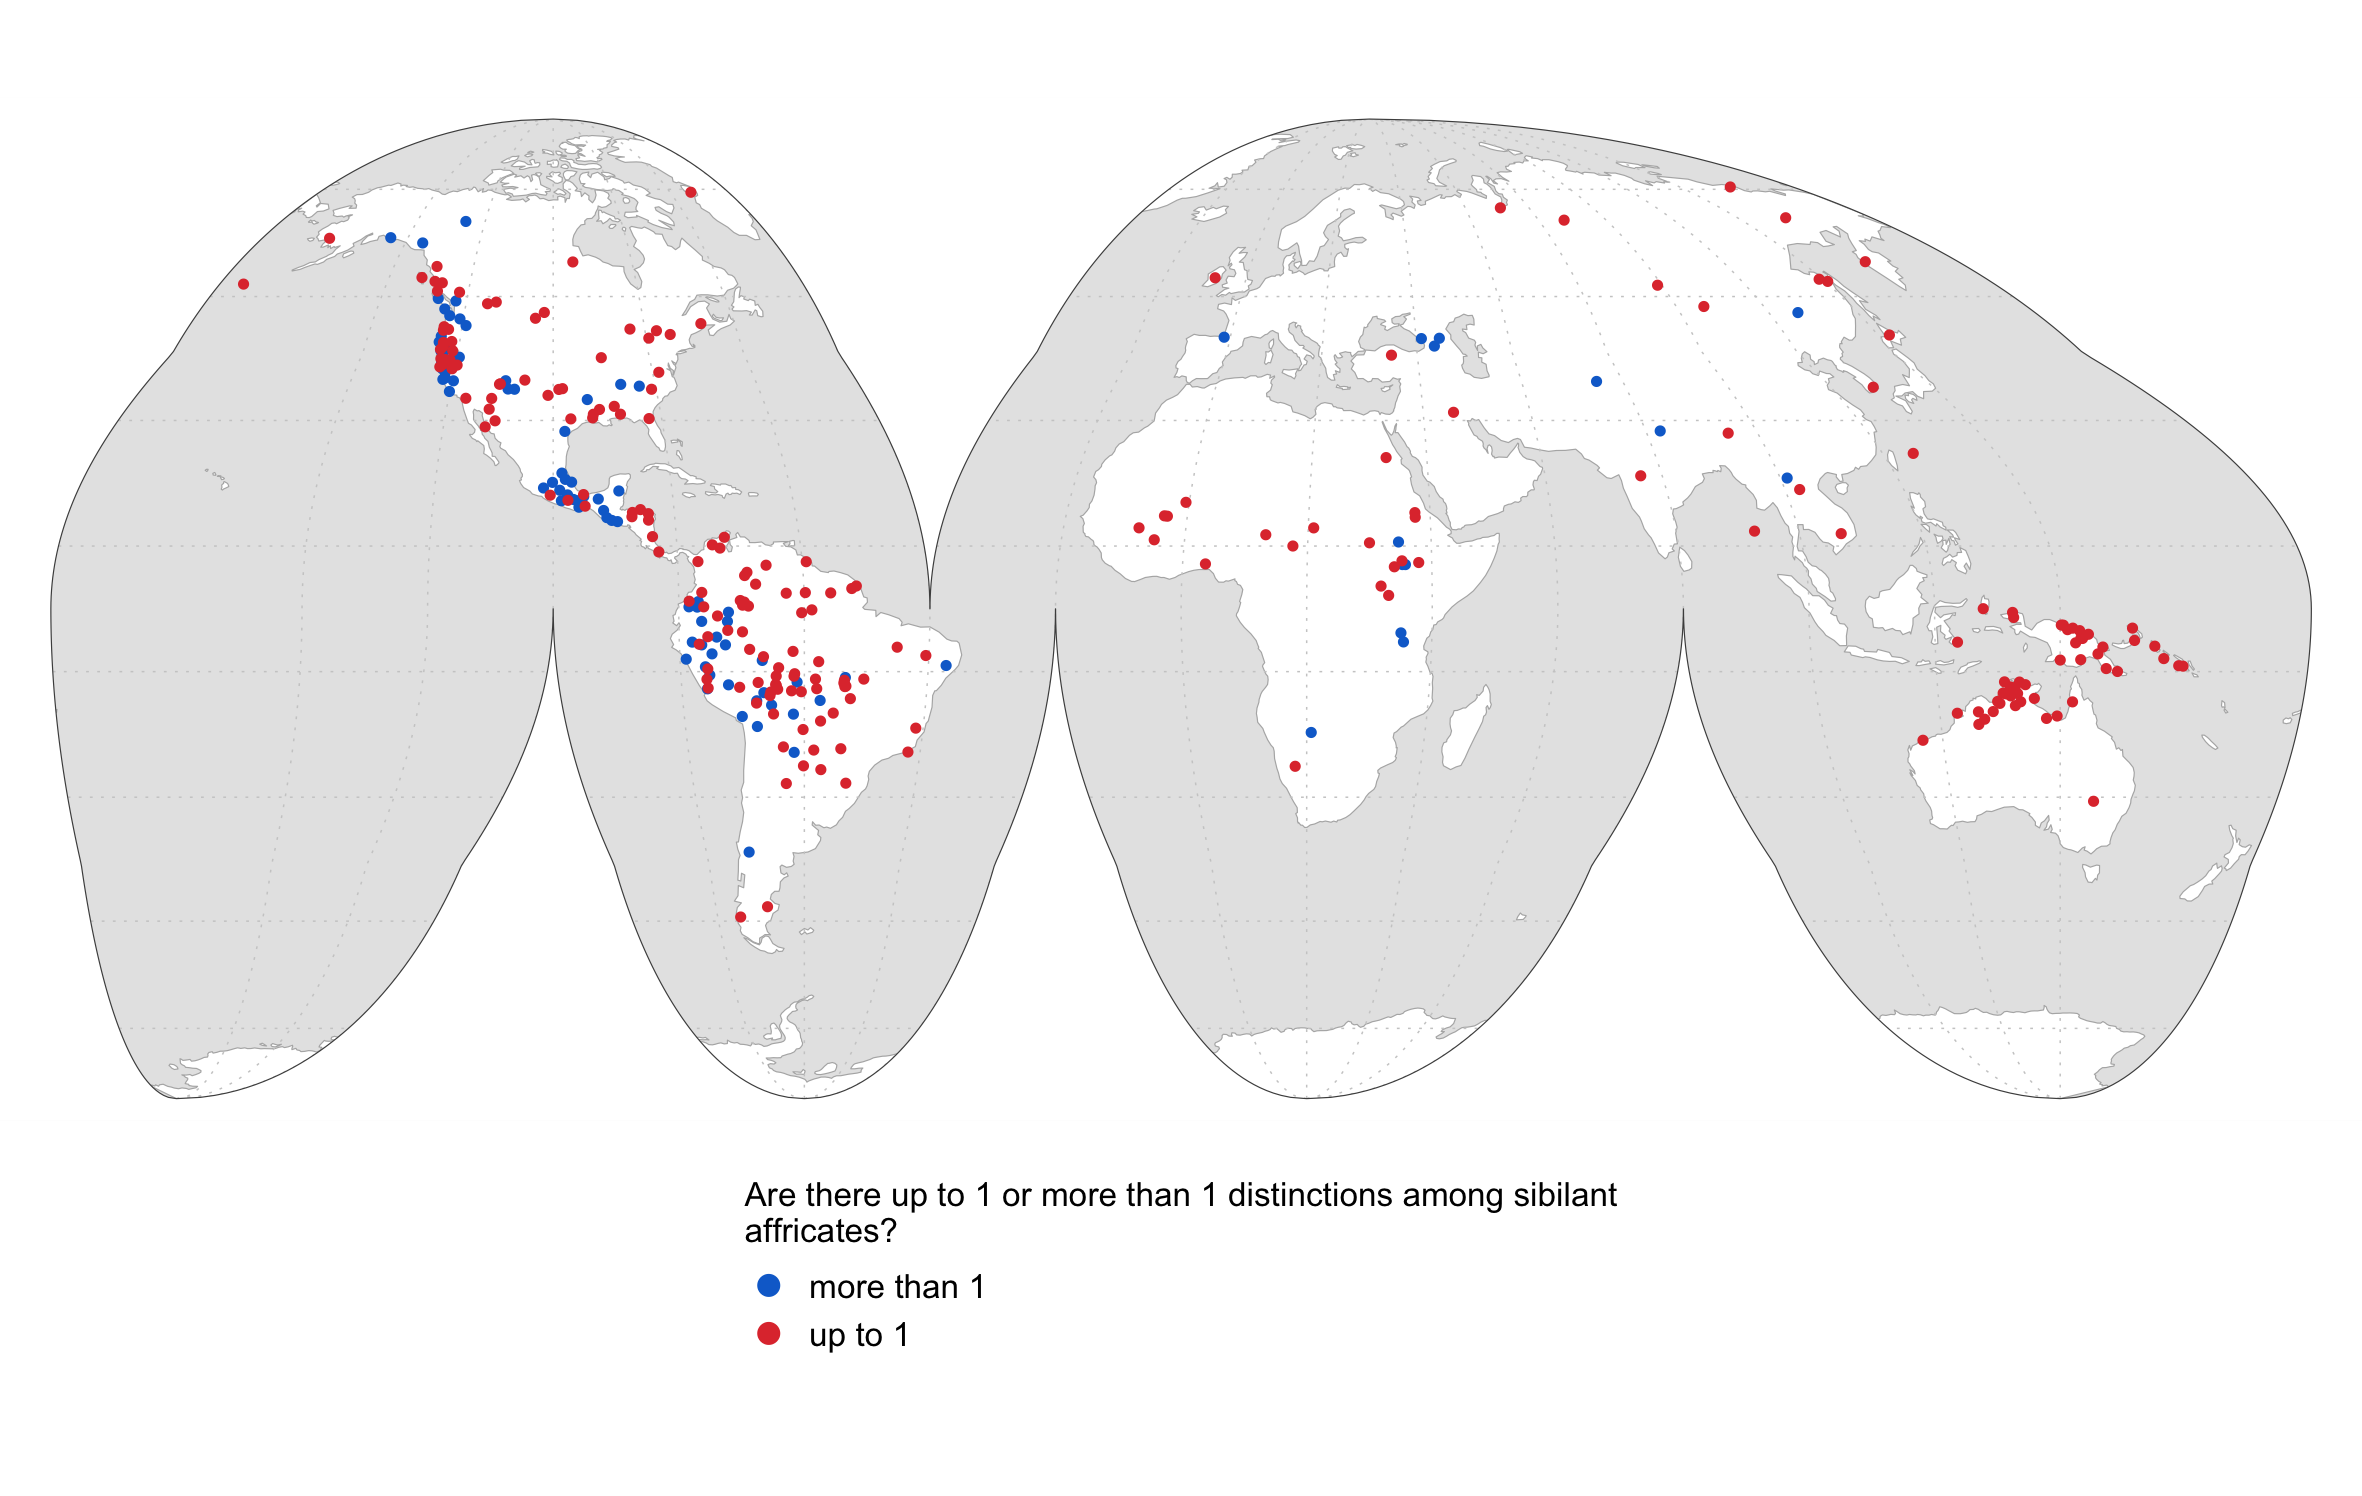 Are there up to 1 or more than 1 distinctions among sibilant
affricates?
more than 1
up to 1